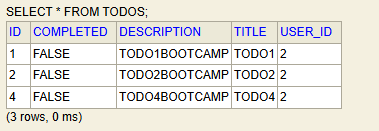 SELECT * FROM TODOS;
ID COMPLETED DESCRIPTION TITLE USER_ID
1 FALSE TODO1BOOTCAMP TODO1 2
2 FALSE TODO2BOOTCAMP TODO2 2
4 FALSE TODO4BOOTCAMP TODO4 2
(3 rows, 0 ms)